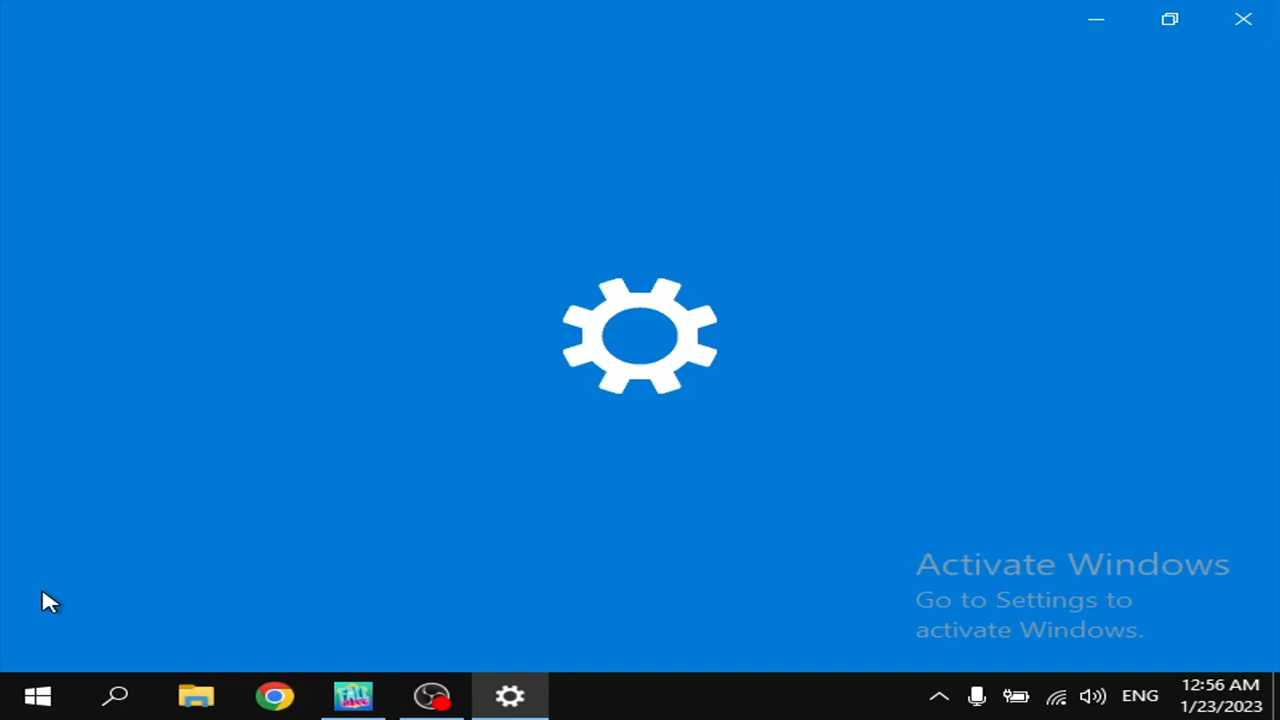 Activate Windows
Go to Settings to
activate Windows.
ENG
12:56 AM
1/23/2023